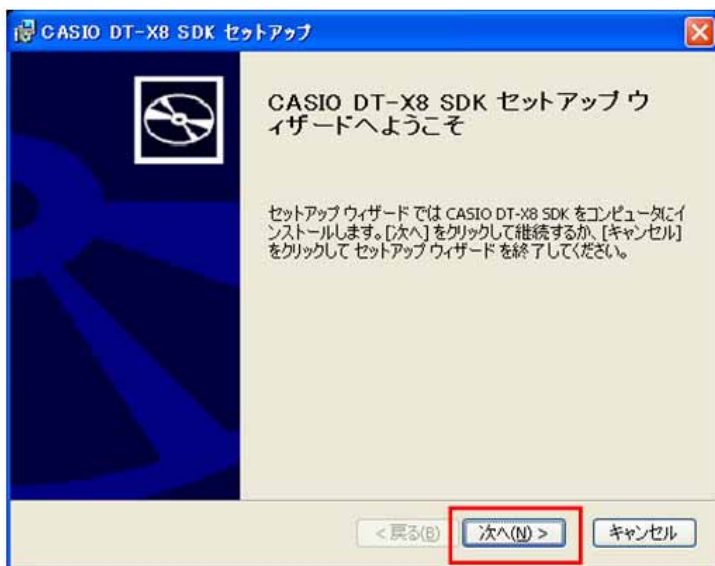 CASIO DT-X8 SDK セットアップ
CASIO DT-X8 SDK セットアップ ウ
ィザードへようこそ
セットアップ ウィザード では CASIO DT-X8 SDK をコンピュータにイ
ンストールします。[次へ] をクリックして継続するか、[キャンセル]
をクリックして セットアップ ウィザード を終了してください。
< 戻る(B)
次へ(N) >
キャンセル